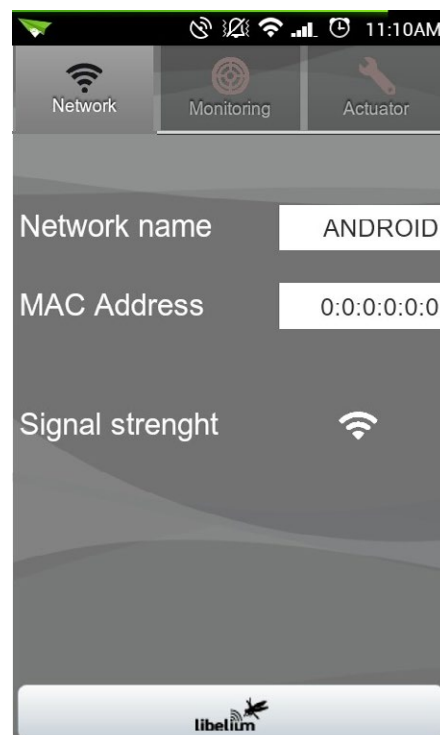 11:10AM
Network Monitoring Actuator
Network name ANDROID
MAC Address 0:0:0:0:0:0
Signal strenght
libelium